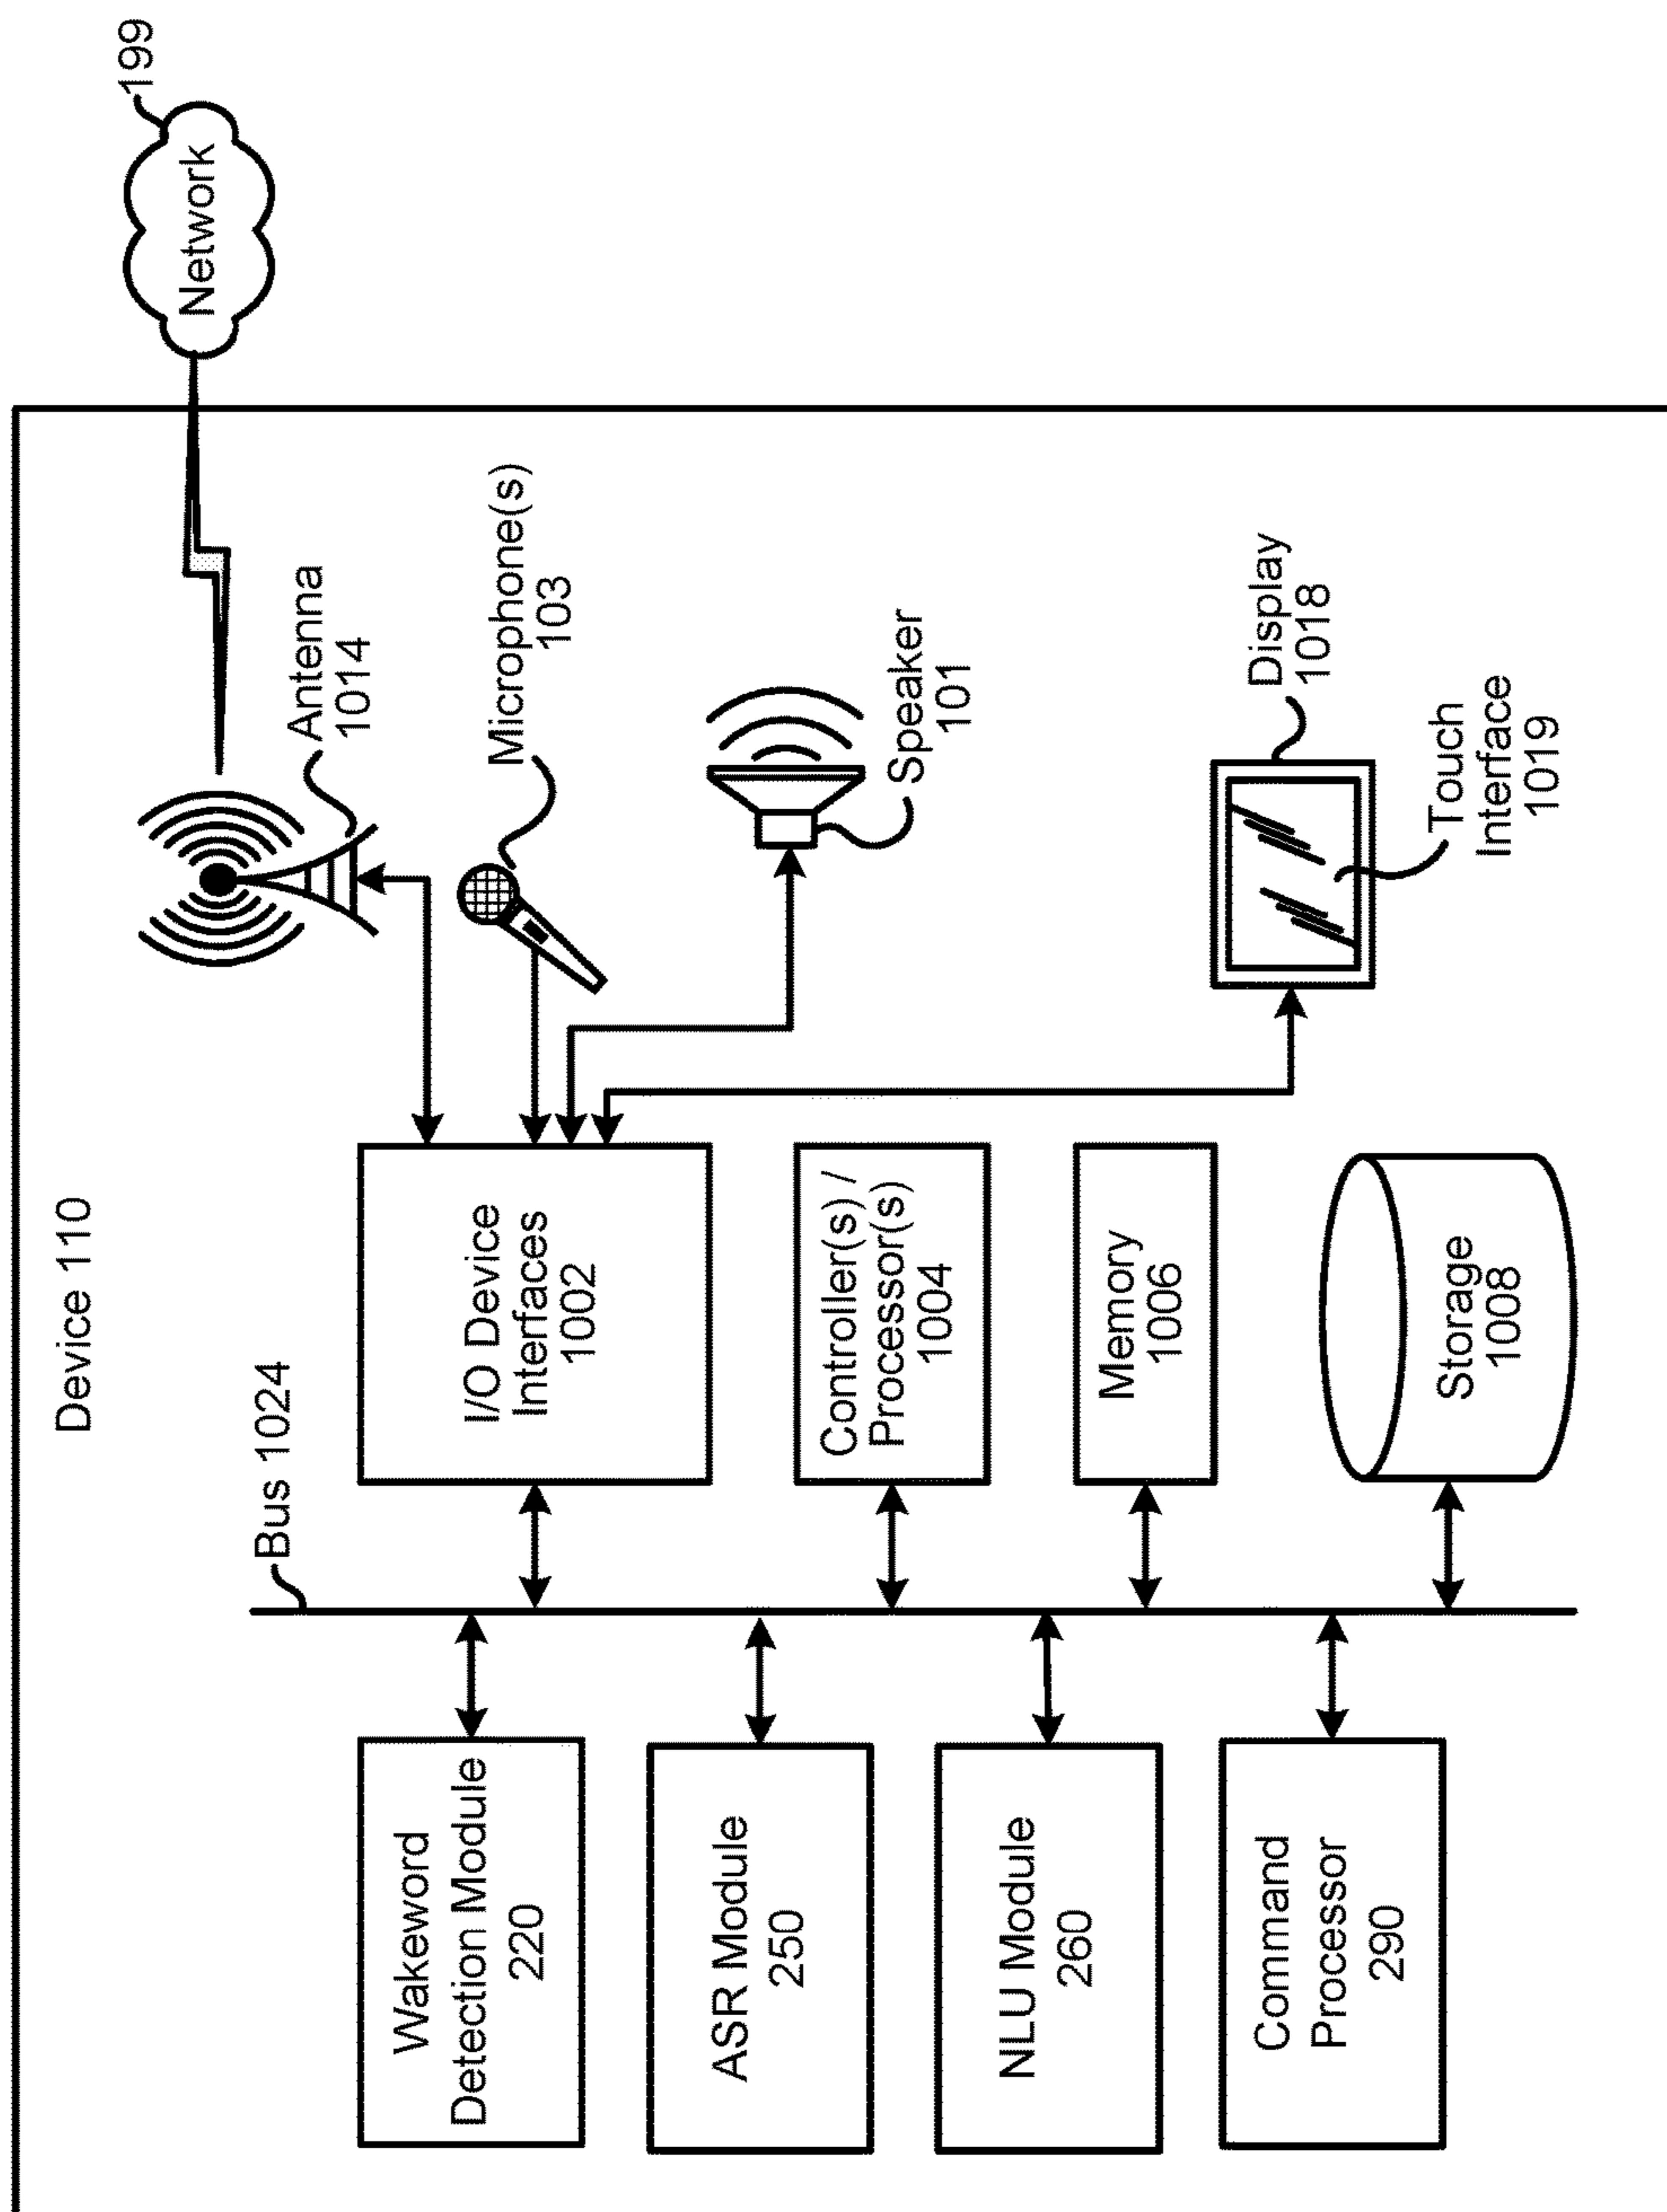 Device 110
Bus 1024
Network
199
Wakeword
Detection Module
220
I/O Device
Interfaces
1002
Antenna
1014
Microphone(s)
103
ASR Module
250
Controller(s) /
Processor(s)
1004
Speaker
101
NLU Module
260
Memory
1006
Command
Processor
290
Storage
1008
Display
1018
Touch
Interface
1019